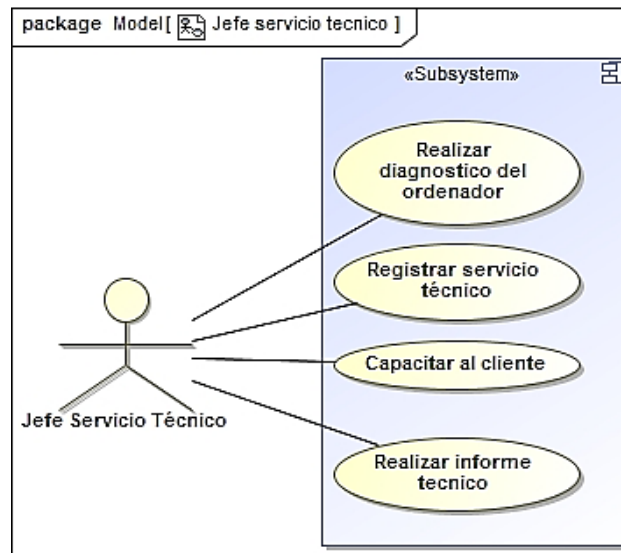 package Model[ Jefe servicio tecnico ]
«Subsystem»
Realizar
diagnostico del
ordenador
Registrar servicio
técnico
Capacitar al cliente
Jefe Servicio Técnico
Realizar informe
tecnico